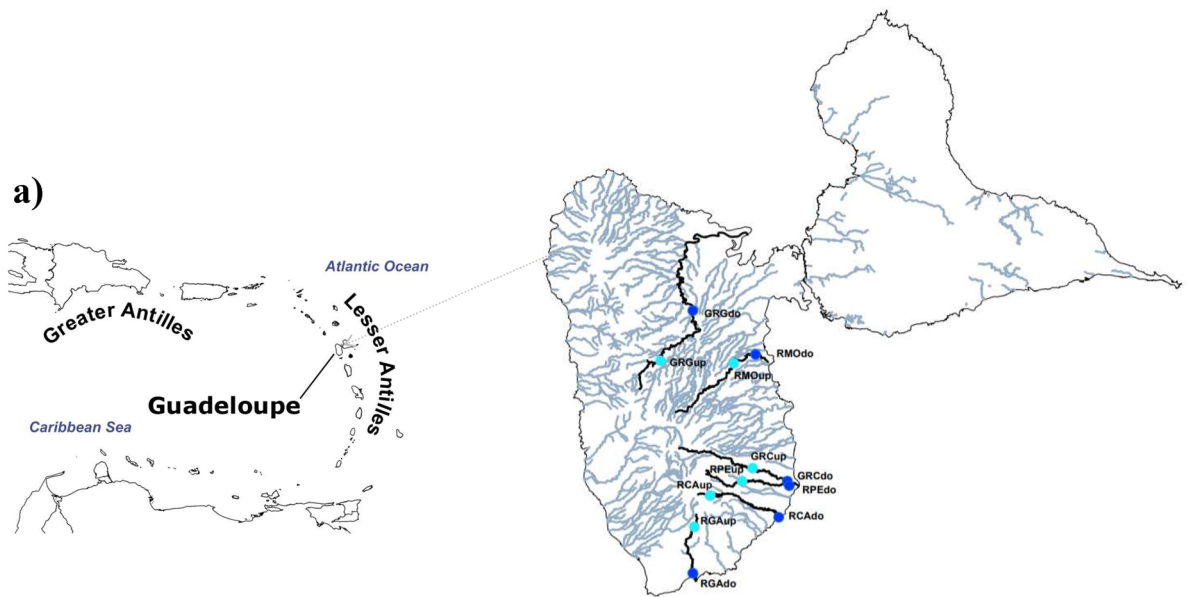 a)
Atlantic Ocean
Greater Antilles
Lesser Antilles
Guadeloupe
Caribbean Sea
GRGdo
GRGup
RMOdo
RMOup
GRCup
RPEup
GRCdo
RPEdo
RCAup
RCAdo
RGAup
RGAdo